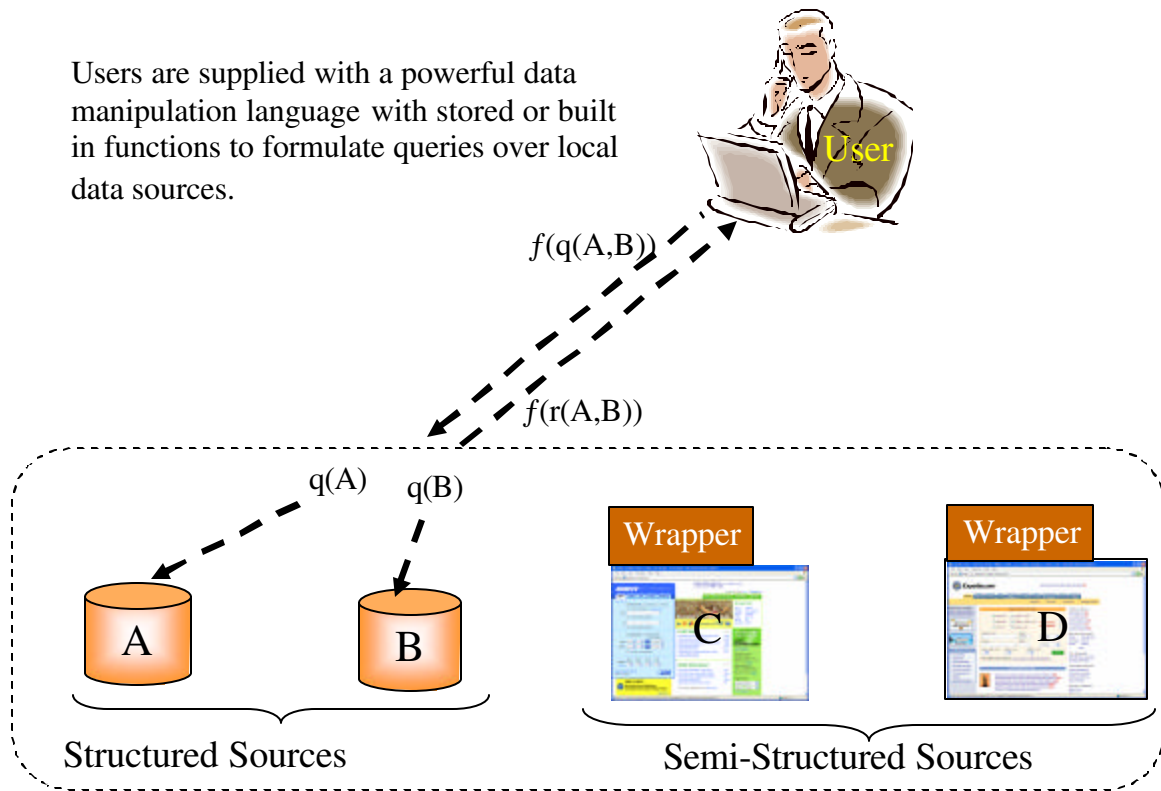 Users are supplied with a powerful data
manipulation language with stored or built
in functions to formulate queries over local
data sources.
User
f(q(A,B))
f(r(A,B))
q(A)
q(B)
Wrapper
Wrapper
A
B
C
D
Structured Sources
Semi-Structured Sources